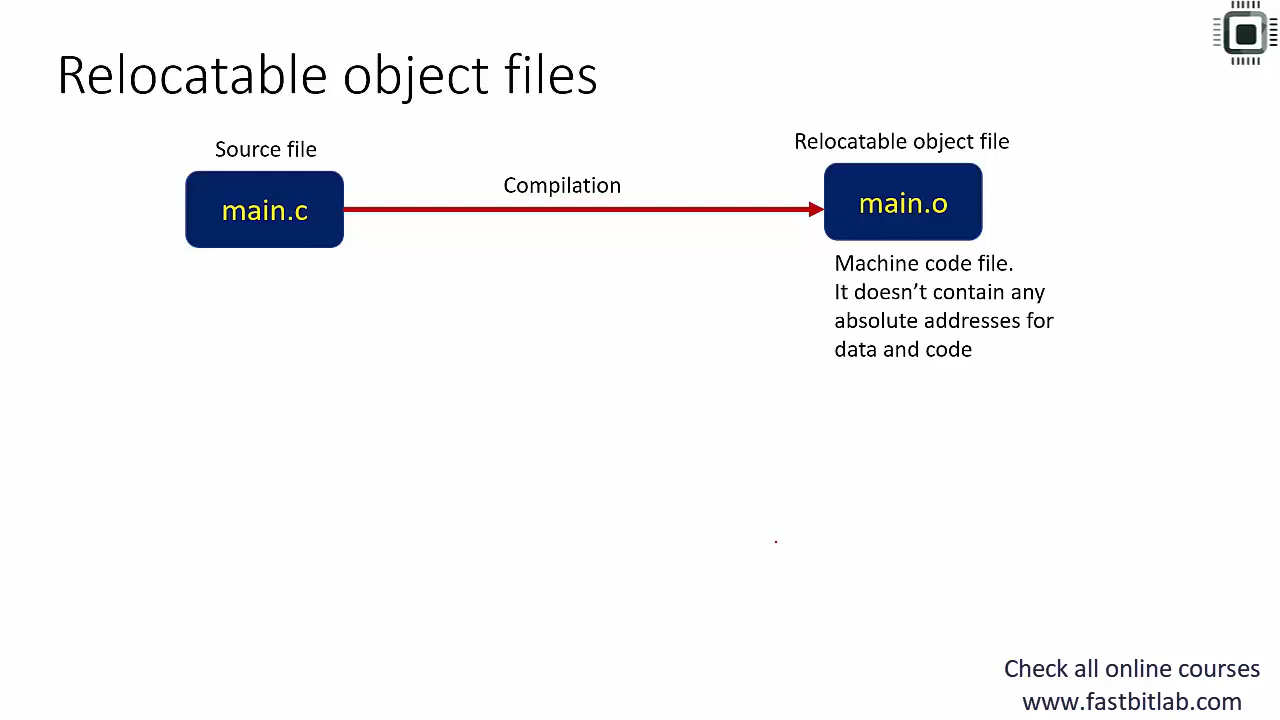 Relocatable object files
Source file
main.c
Compilation
Relocatable object file
main.o
Machine code file.
It doesn’t contain any
absolute addresses for
data and code
Check all online courses
www.fastbitlab.com